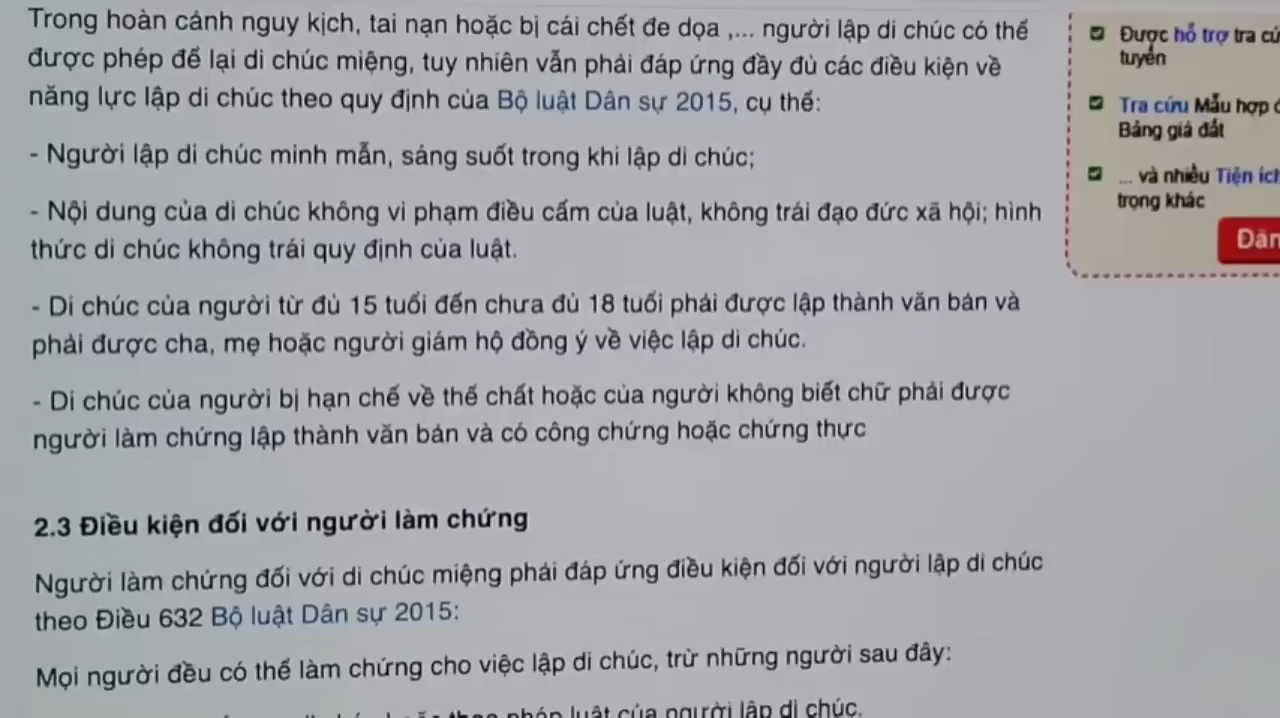 Trong hoàn cảnh nguy kịch, tai nạn hoặc bị cái chết đe dọa ,... người lập di chúc có thể
được phép để lại di chúc miệng, tuy nhiên vẫn phải đáp ứng đầy đủ các điều kiện về
năng lực lập di chúc theo quy định của Bộ luật Dân sự 2015, cụ thể:
- Người lập di chúc minh mẫn, sáng suốt trong khi lập di chúc;
- Nội dung của di chúc không vi phạm điều cấm của luật, không trái đạo đức xã hội; hình
thức di chúc không trái quy định của luật.
- Di chúc của người từ đủ 15 tuổi đến chưa đủ 18 tuổi phải được lập thành văn bản và
phải được cha, mẹ hoặc người giám hộ đồng ý về việc lập di chúc.
- Di chúc của người bị hạn chế về thể chất hoặc của người không biết chữ phải được
người làm chứng lập thành văn bản và có công chứng hoặc chứng thực
2.3 Điều kiện đối với người làm chứng
Người làm chứng đối với di chúc miệng phải đáp ứng điều kiện đối với người lập di chúc
theo Điều 632 Bộ luật Dân sự 2015:
Mọi người đều có thể làm chứng cho việc lập di chúc, trừ những người sau đây:
theo pháp luật của người lập di chúc.
Được hỗ trợ tra cứ
tuyến
Tra cứu Mẫu hợp
Bảng giá đất
... và nhiều Tiện ích
trọng khác